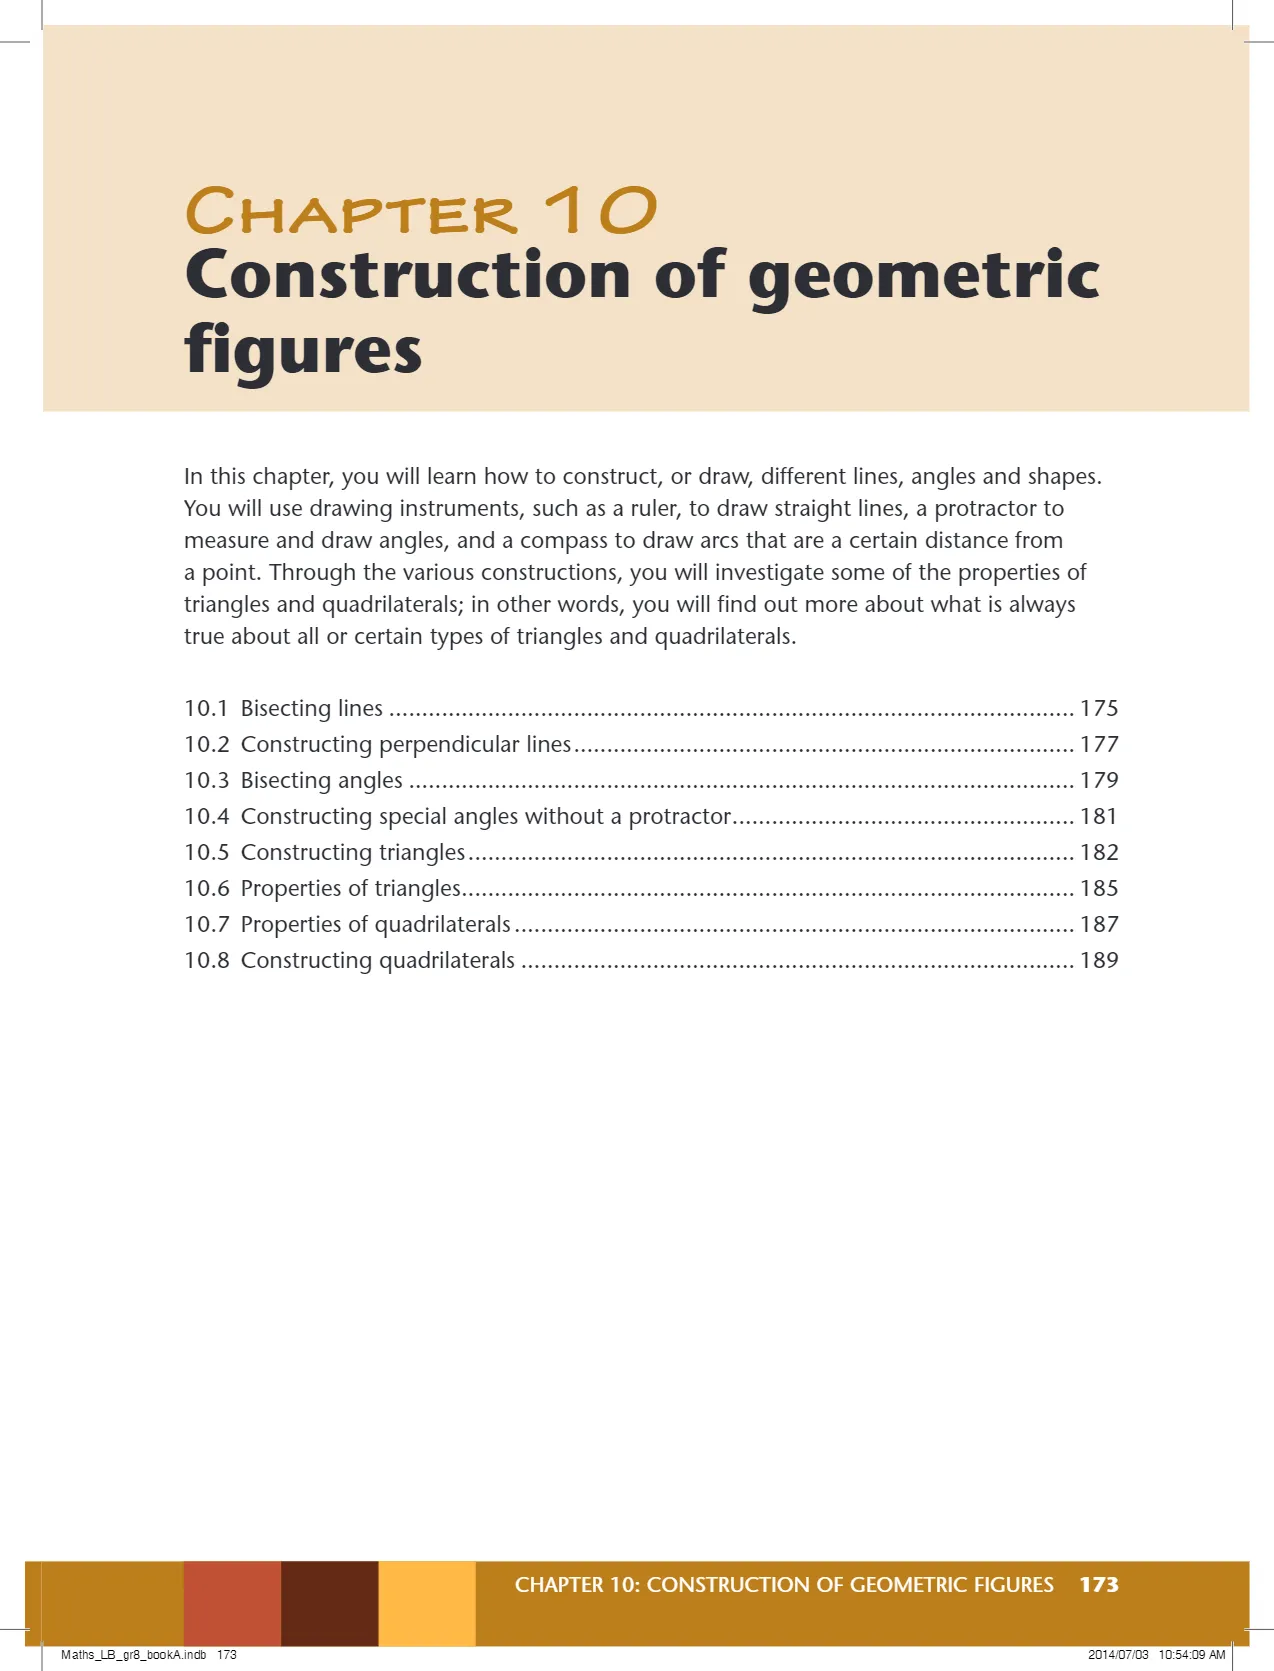 CHAPTER 10
Construction of geometric
figures
In this chapter, you will learn how to construct, or draw, different lines, angles and shapes.
You will use drawing instruments, such as a ruler, to draw straight lines, a protractor to
measure and draw angles, and a compass to draw arcs that are a certain distance from
a point. Through the various constructions, you will investigate some of the properties of
triangles and quadrilaterals; in other words, you will find out more about what is always
true about all or certain types of triangles and quadrilaterals.
10.1 Bisecting lines ........................................................................................................ 175
10.2 Constructing perpendicular lines............................................................................ 177
10.3 Bisecting angles ..................................................................................................... 179
10.4 Constructing special angles without a protractor.................................................... 181
10.5 Constructing triangles............................................................................................ 182
10.6 Properties of triangles............................................................................................. 185
10.7 Properties of quadrilaterals..................................................................................... 187
10.8 Constructing quadrilaterals .................................................................................... 189
CHAPTER 10: CONSTRUCTION OF GEOMETRIC FIGURES 173
Maths_LB_gr8_bookA.indb 173 2014/07/03 10:54:09 AM